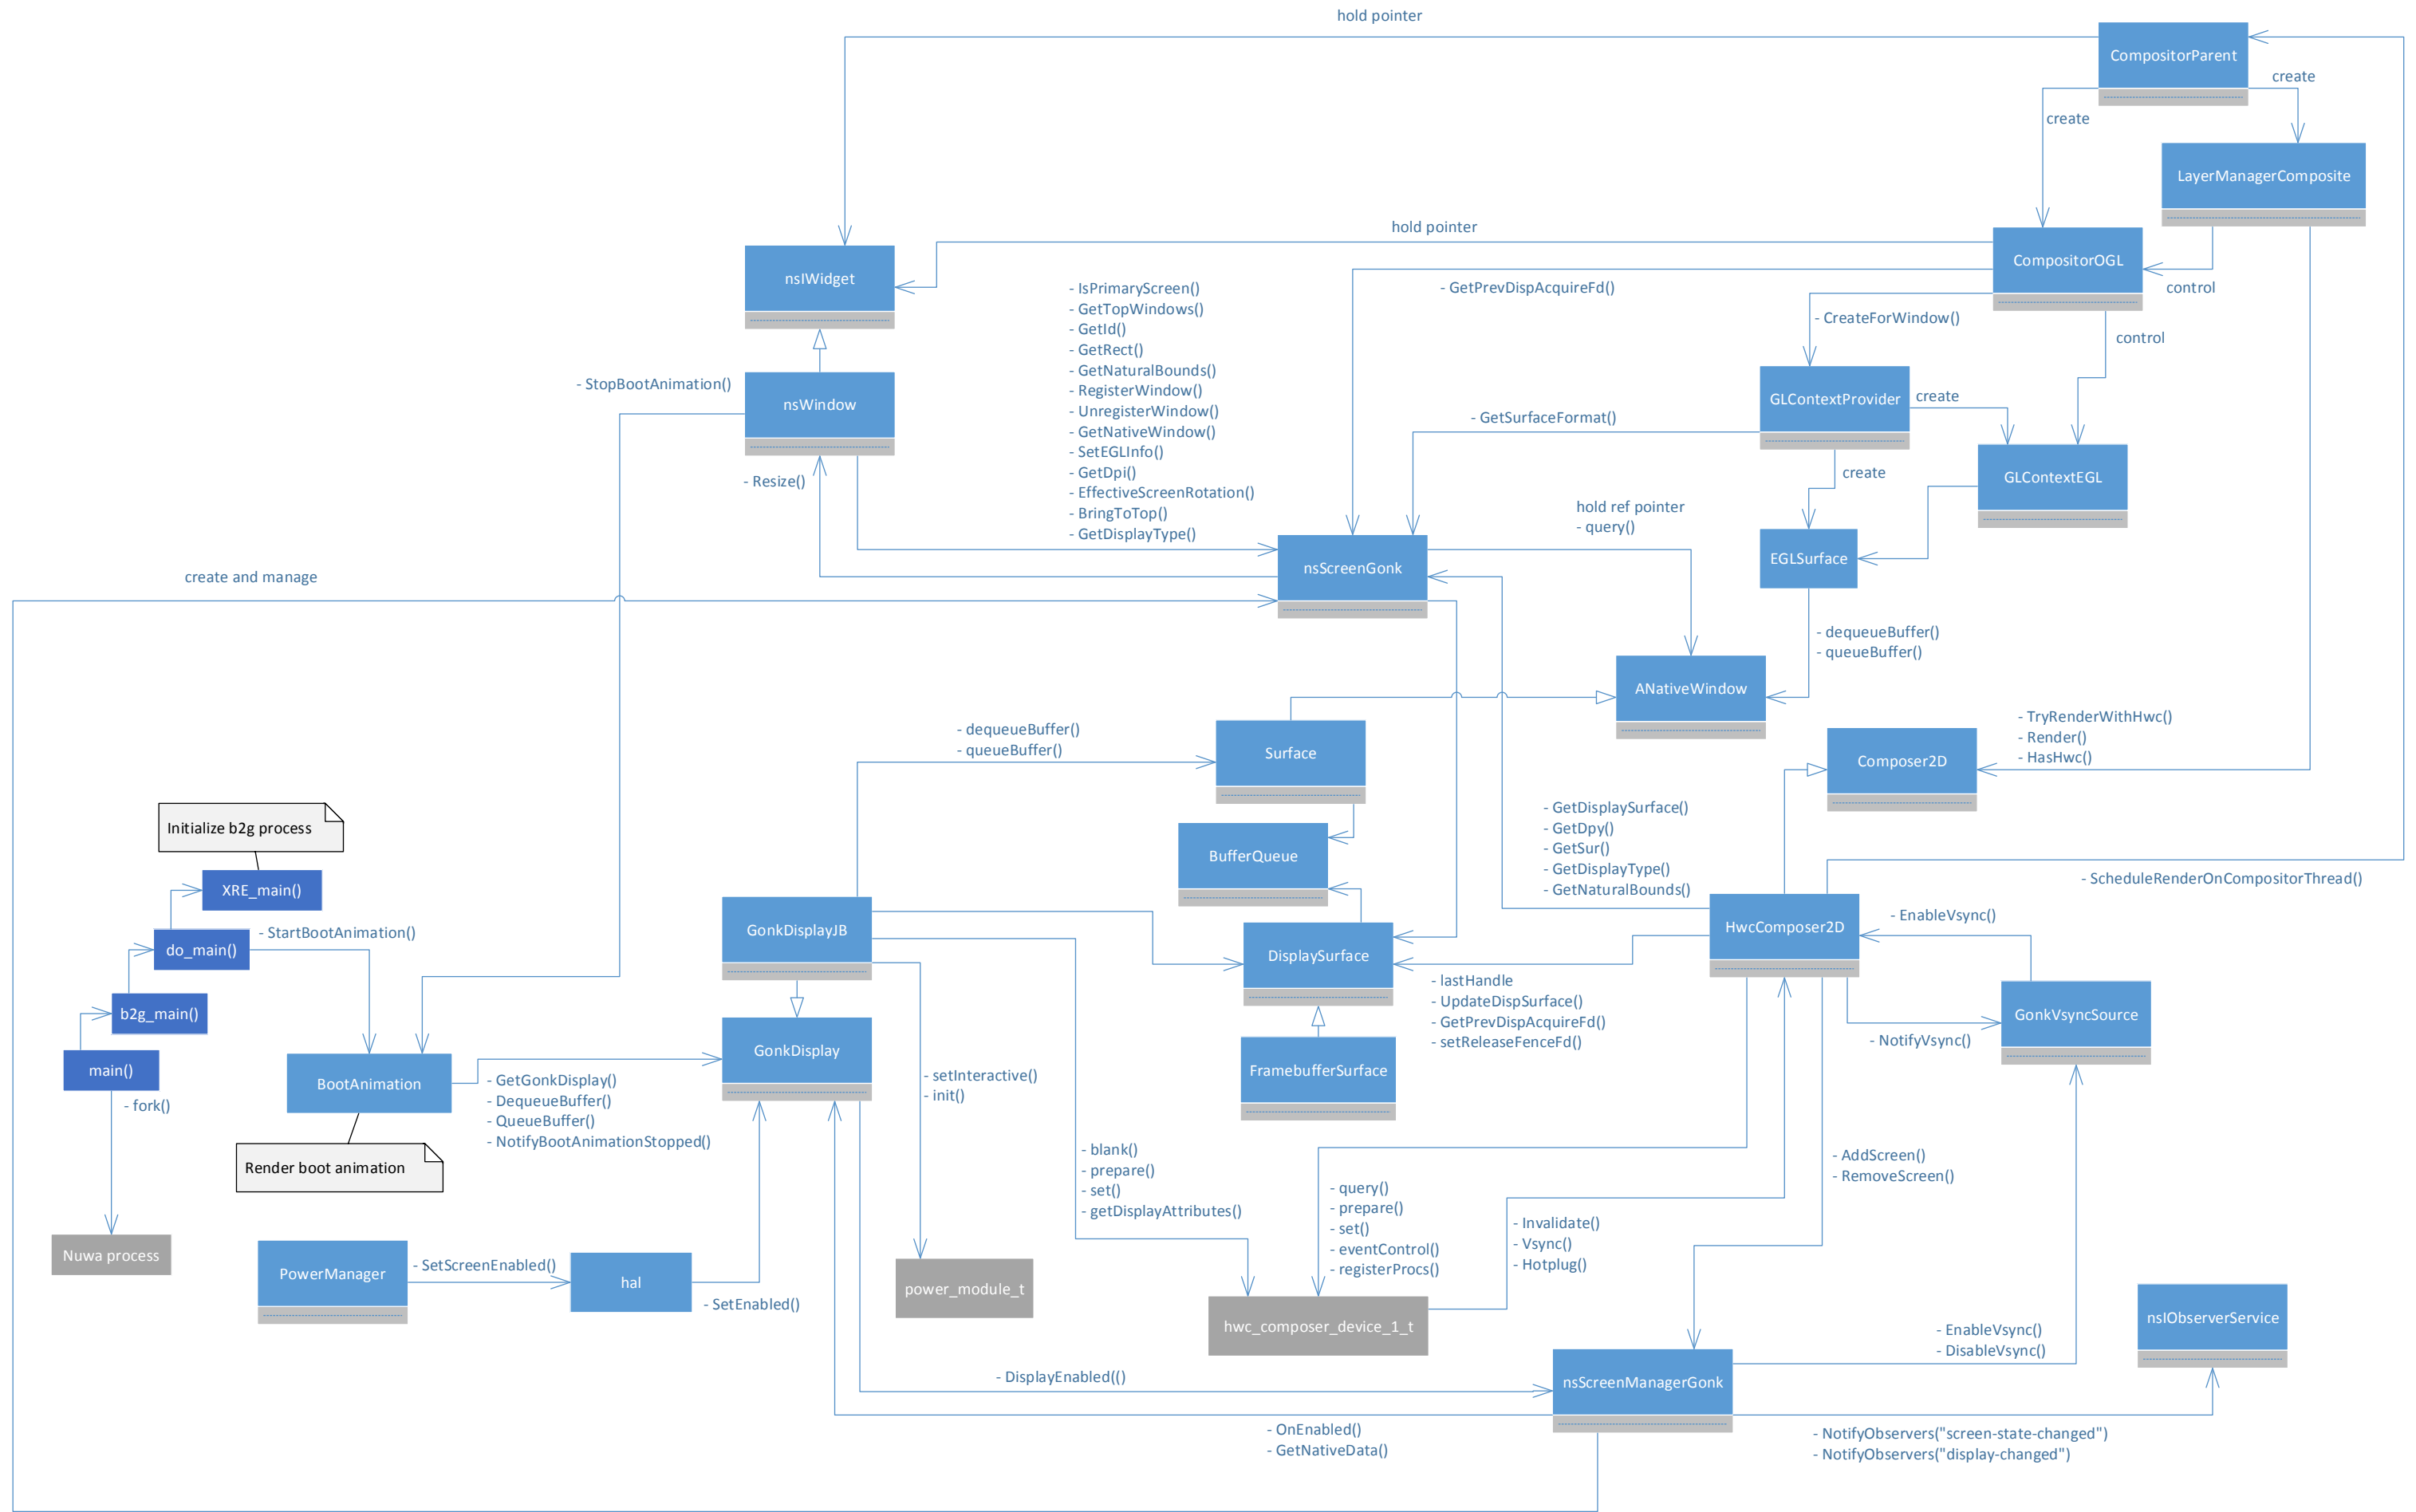 hold pointer
CompositorParent
create
create
LayerManagerComposite
hold pointer
CompositorOGL
control
nsIWidget
- IsPrimaryScreen()
- GetTopWindows()
- GetId()
- GetRect()
- GetNaturalBounds()
- RegisterWindow()
- UnregisterWindow()
- GetNativeWindow()
- SetEGLInfo()
- GetDpi()
- EffectiveScreenRotation()
- BringToTop()
- GetDisplayType()
- GetPrevDispAcquireFd()
- CreateForWindow()
control
- StopBootAnimation()
nsWindow
GLContextProvider
create
- GetSurfaceFormat()
- Resize()
create
GLContextEGL
hold ref pointer
- query()
nsScreenGonk
EGLSurface
create and manage
- dequeueBuffer()
- queueBuffer()
ANativeWindow
- dequeueBuffer()
- queueBuffer()
Surface
- TryRenderWithHwc()
- Render()
- HasHwc()
Composer2D
Initialize b2g process
BufferQueue
- GetDisplaySurface()
- GetDpy()
- GetSur()
- GetDisplayType()
- GetNaturalBounds()
- ScheduleRenderOnCompositorThread()
XRE_main()
- StartBootAnimation()
do_main()
GonkDisplayJB
DisplaySurface
HwcComposer2D
- EnableVsync()
- lastHandle
- UpdateDispSurface()
- GetPrevDispAcquireFd()
- setReleaseFenceFd()
b2g_main()
GonkVsyncSource
- NotifyVsync()
main()
- fork()
BootAnimation
GonkDisplay
FramebufferSurface
- GetGonkDisplay()
- DequeueBuffer()
- QueueBuffer()
- NotifyBootAnimationStopped()
- setInteractive()
- init()
Render boot animation
- blank()
- prepare()
- set()
- getDisplayAttributes()
- AddScreen()
- RemoveScreen()
- query()
- prepare()
- set()
- eventControl()
- registerProcs()
- Invalidate()
- Vsync()
- Hotplug()
Nuwa process
PowerManager
- SetScreenEnabled()
hal
- SetEnabled()
power_module_t
hwc_composer_device_1_t
nsIObserverService
- EnableVsync()
- DisableVsync()
- DisplayEnabled(()
nsScreenManagerGonk
- OnEnabled()
- GetNativeData()
- NotifyObservers("screen-state-changed")
- NotifyObservers("display-changed")